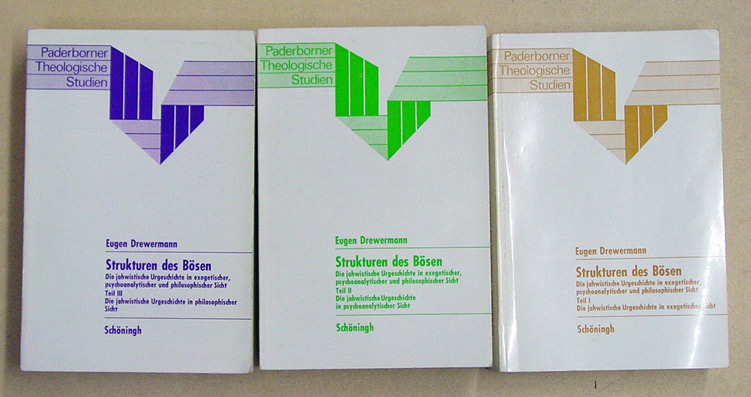 Paderborner
Theologische
Studien
Eugen Drewermann
Strukturen des Bösen
Die jahwistische Urgeschichte in exegetischer,
psychoanalytischer und philosophischer Sicht
Teil III
Die jahwistische Urgeschichte in philosophischer
Sicht
Schöningh
Paderborner
Theologische
Studien
Eugen Drewermann
Strukturen des Bösen
Die jahwistische Urgeschichte in exegetischer,
psychoanalytischer und philosophischer Sicht
Teil II
Die jahwistische Urgeschichte
in psychoanalytischer Sicht
Schöningh
Paderborner
Theologische
Studien
Eugen Drewermann
Strukturen des Bösen
Die jahwistische Urgeschichte in exegetischer,
psychoanalytischer und philosophischer Sicht
Teil I
Die jahwistische Urgeschichte in exegetischer Sicht
Schöningh